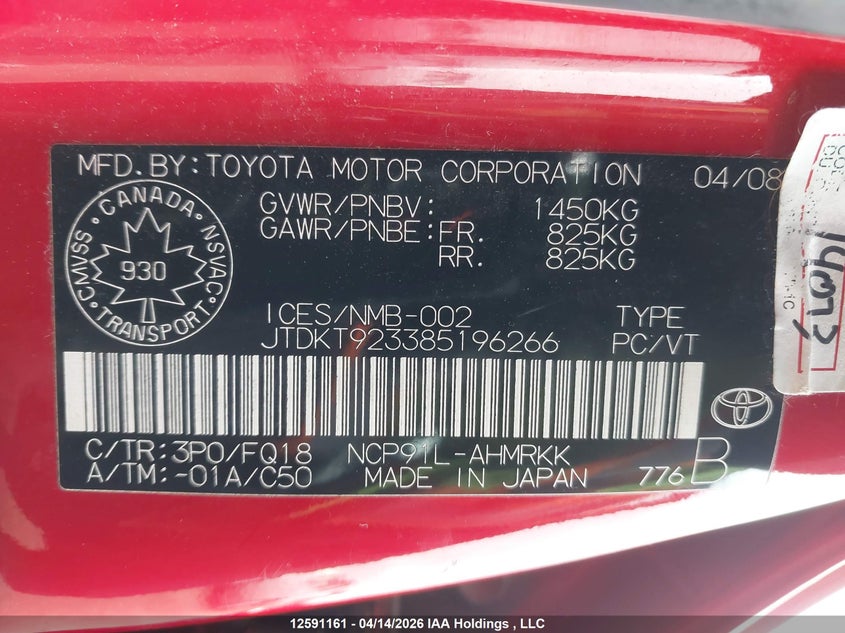 MFD.BY:TOYOTA MOTOR CORPORATION 04/08
GVWR/PNBV: 1450KG
GAWR/PNBE:FR. 825KG
RR. 825KG
CANADA
CMVSS NSVAC
930
TRANSPORT
ICES/NMB-002 TYPE
JTDKT923385196266 PC/VT
C/TR:3P0/FQ18 NCP91L-AHMRKK
A/TM:-01A/C50 MADE IN JAPAN 776B
12591161 - 04/14/2026 IAA Holdings , LLC